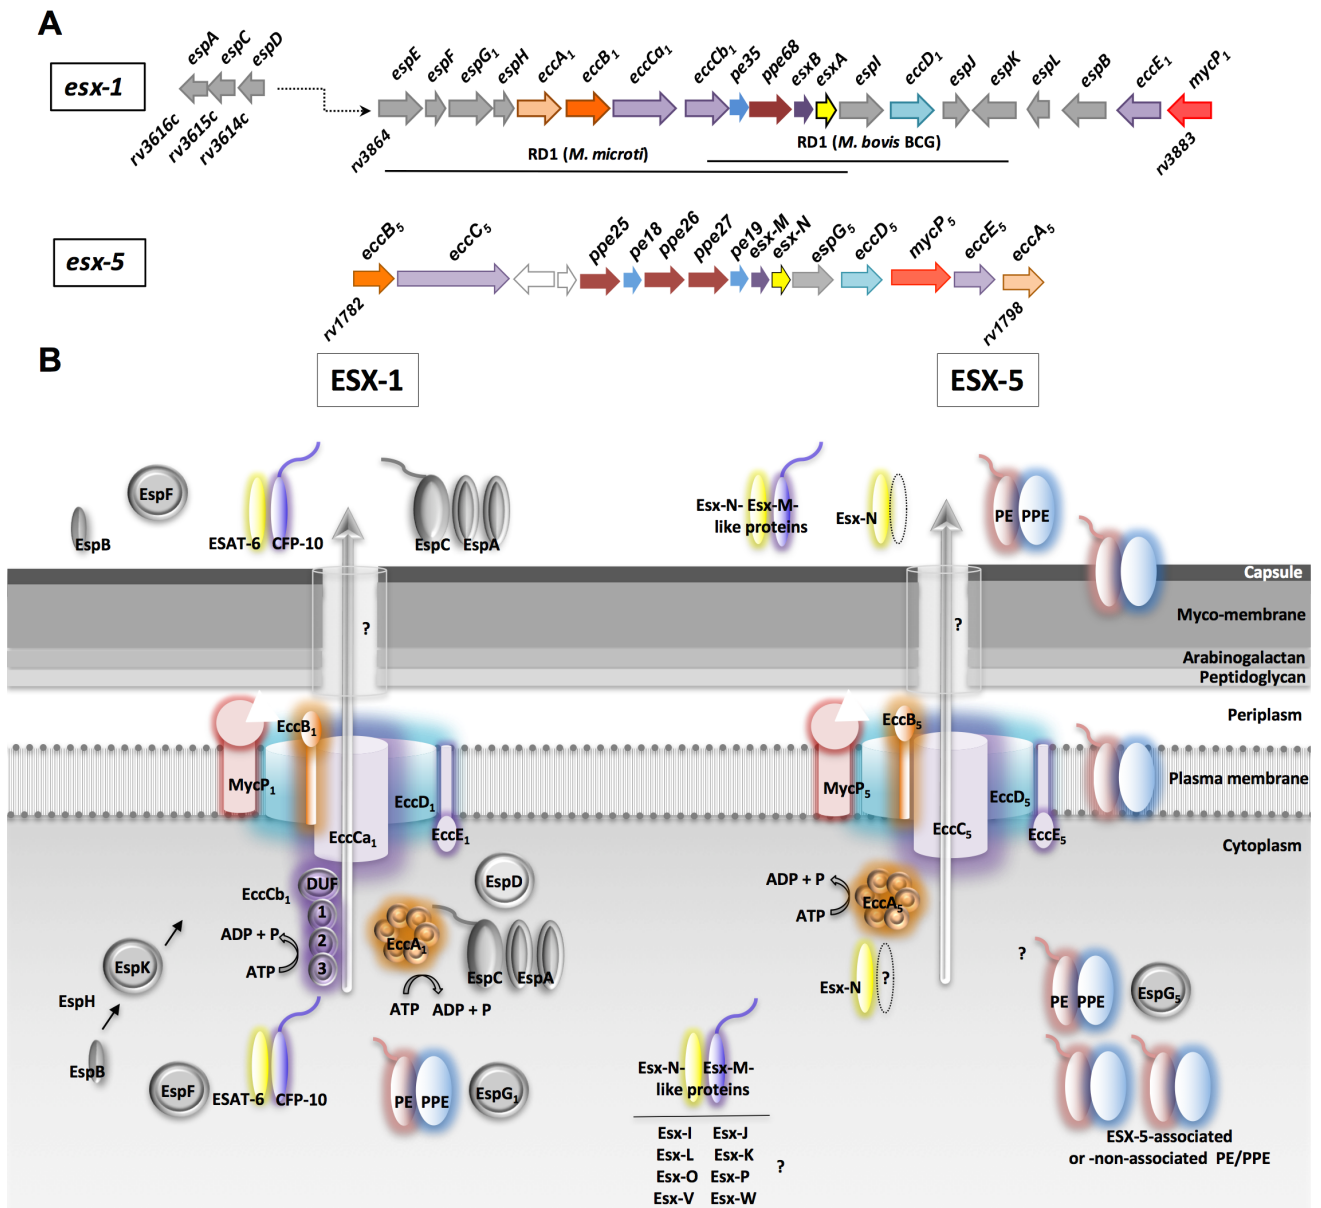 A
esx-1
espA
espC
espD
rv3616c
rv3615c
rv3614c
espE
espF
espG1
espH
eccA1
eccB1
eccCa1
eccCb1
pe35
ppe68
esxB
esxA
espI
eccD1
espJ
espK
espL
espB
eccE1
mycP1
rv3864
rv3883
RD1 (M. microti)
RD1 (M. bovis BCG)
esx-5
eccB5
eccC5
ppe25
pe18
ppe26
ppe27
pe19
esx-M
esx-N
espG5
eccD5
mycP5
eccE5
eccA5
rv1782
rv1798
B
ESX-1
ESX-5
EspF
EspB
ESAT-6 CFP-10
EspC EspA
Esx-N- Esx-M-
like proteins
Esx-N
PE PPE
Capsule
Myco-membrane
Arabinogalactan
Peptidoglycan
Periplasm
Plasma membrane
Cytoplasm
?
?
EccB1
MycP1
EccD1
EccCa1
EccE1
EccB5
MycP5
EccD5
EccC5
EccE5
EccCb1
DUF
1
2
3
ADP + P
ATP
EccA1
ATP ADP + P
EspD
EspC EspA
EspK
EspH
EspB
EspF
ESAT-6 CFP-10
PE PPE
EspG1
ADP + P
ATP
EccA5
Esx-N
?
Esx-N- Esx-M-
like proteins
Esx-I Esx-J
Esx-L Esx-K
Esx-O Esx-P
Esx-V Esx-W
?
?
PE PPE
EspG5
ESX-5-associated
or -non-associated PE/PPE